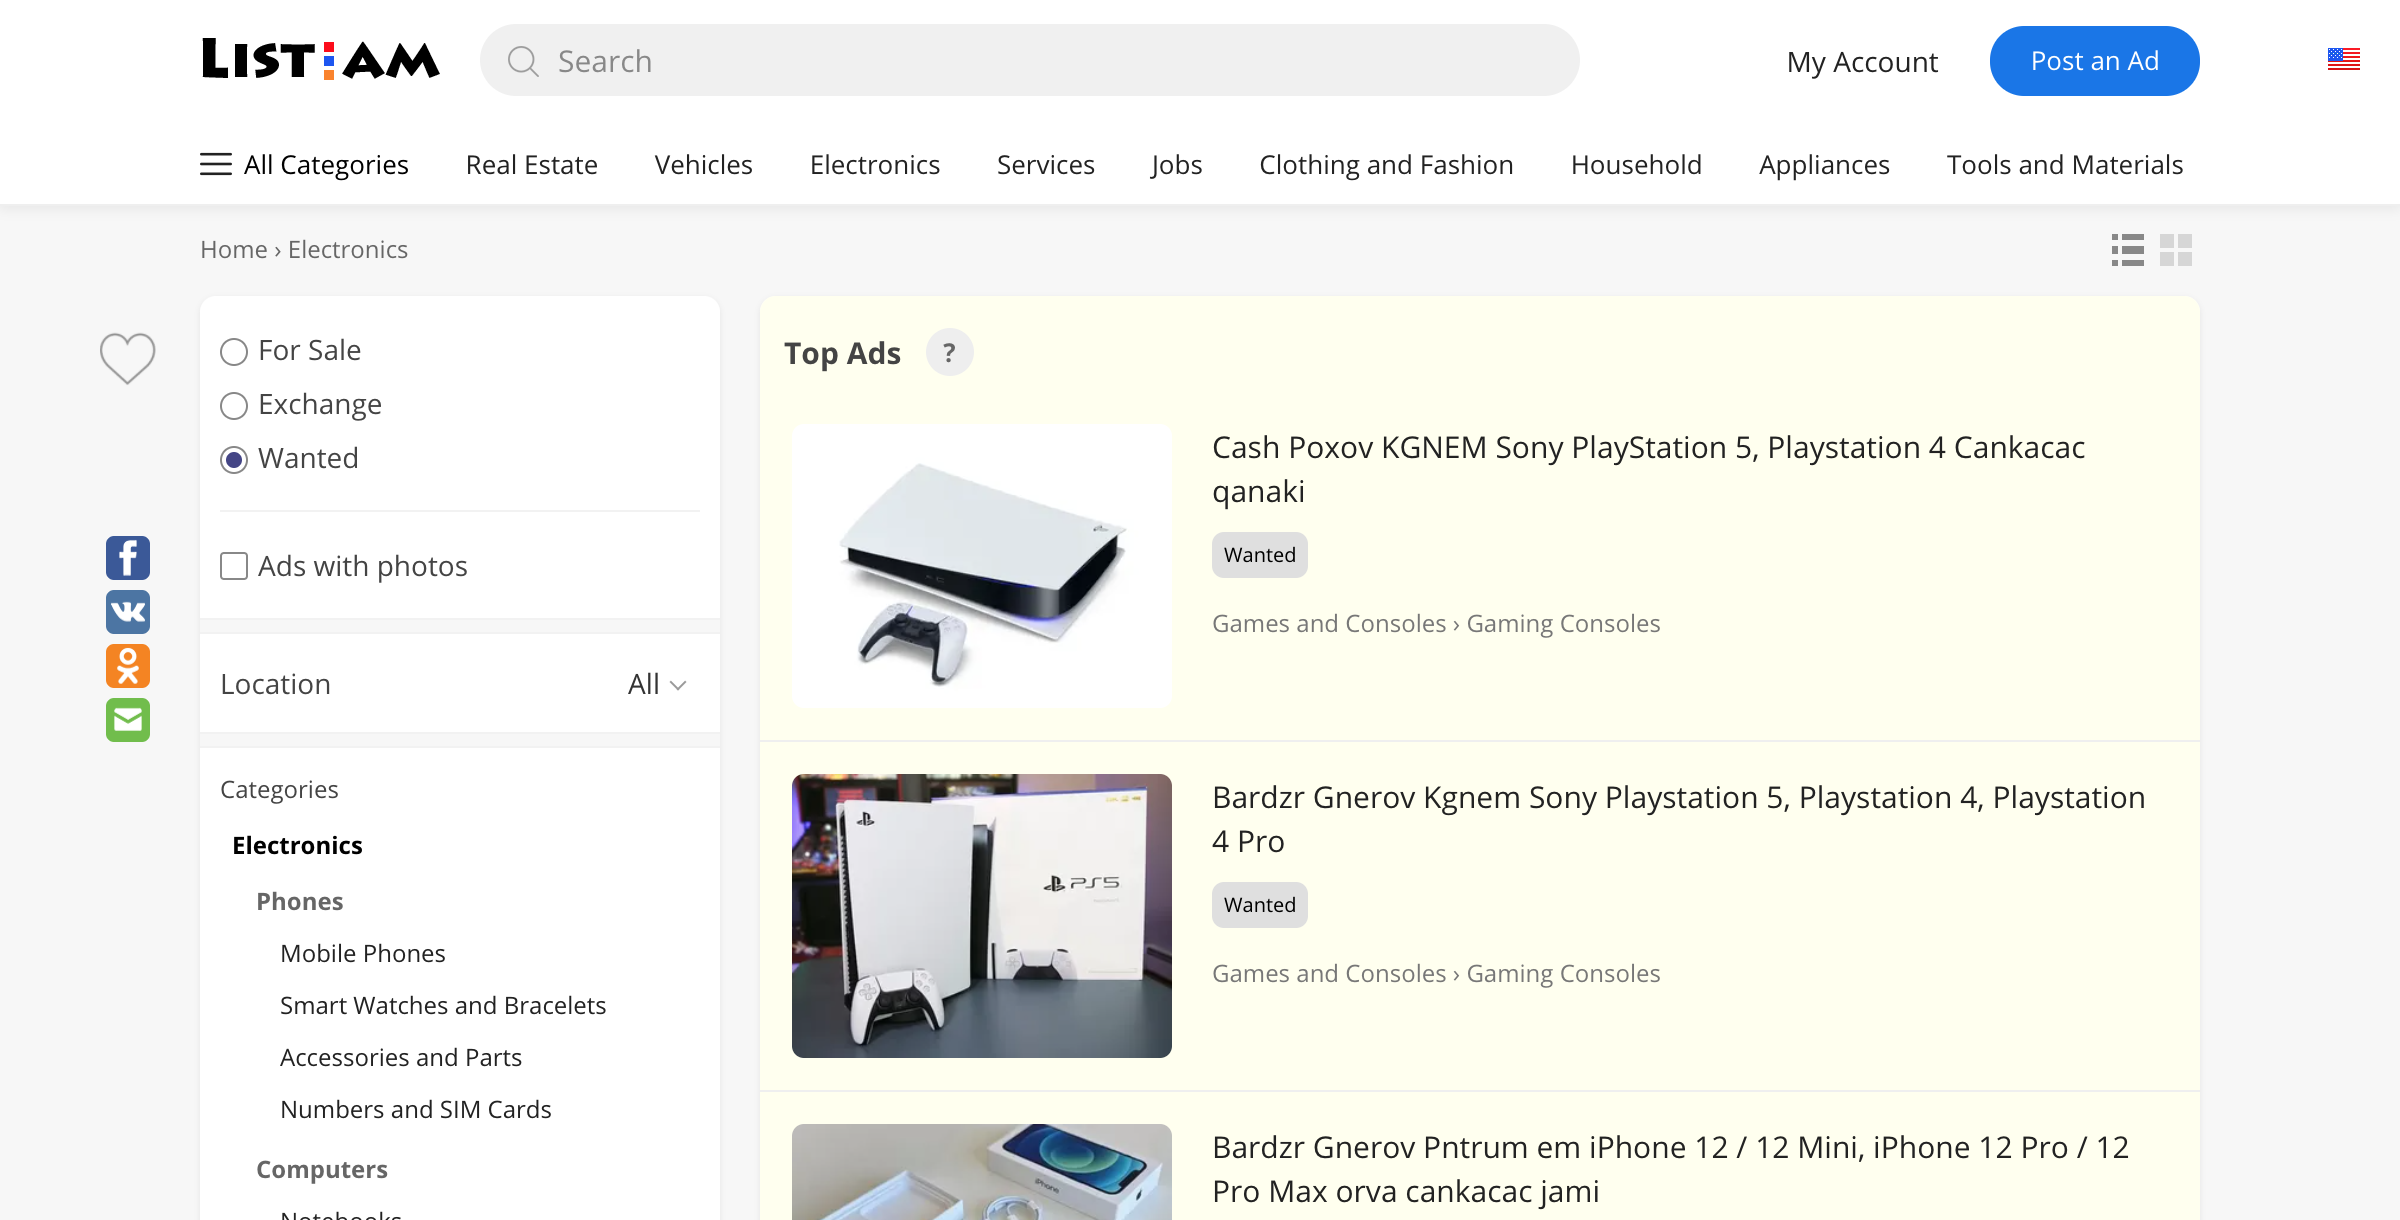 LIST:AM
Search
My Account
Post an Ad
All Categories
Real Estate
Vehicles
Electronics
Services
Jobs
Clothing and Fashion
Household
Appliances
Tools and Materials
Home › Electronics
For Sale
Exchange
Wanted
Ads with photos
Location
All
Categories
Electronics
Phones
Mobile Phones
Smart Watches and Bracelets
Accessories and Parts
Numbers and SIM Cards
Computers
Notebooks
Top Ads ?
Cash Poxov KGNEM Sony PlayStation 5, Playstation 4 Cankacac
qanaki
Wanted
Games and Consoles › Gaming Consoles
PS5
Bardzr Gnerov Kgnem Sony Playstation 5, Playstation 4, Playstation
4 Pro
Wanted
Games and Consoles › Gaming Consoles
iPhone
Bardzr Gnerov Pntrum em iPhone 12 / 12 Mini, iPhone 12 Pro / 12
Pro Max orva cankacac jami